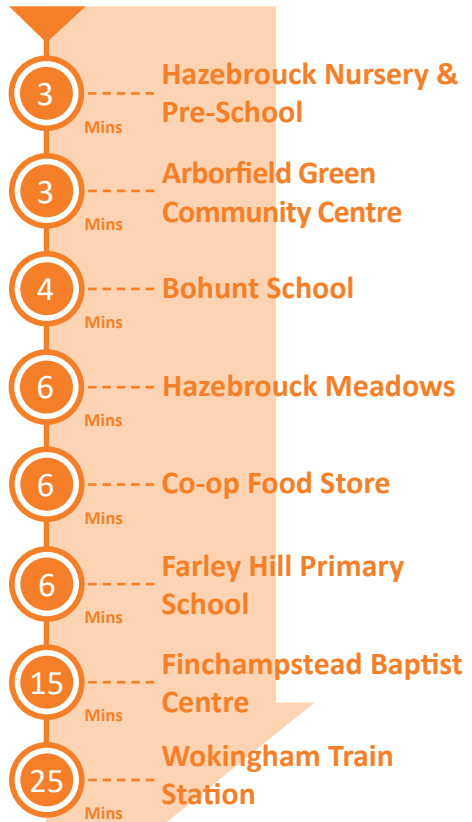 3
Mins
Hazebrouck Nursery &
Pre-School
3
Mins
Arborfield Green
Community Centre
4
Mins
Bohunt School
6
Mins
Hazebrouck Meadows
6
Mins
Co-op Food Store
6
Mins
Farley Hill Primary
School
15
Mins
Finchampstead Baptist
Centre
25
Mins
Wokingham Train
Station